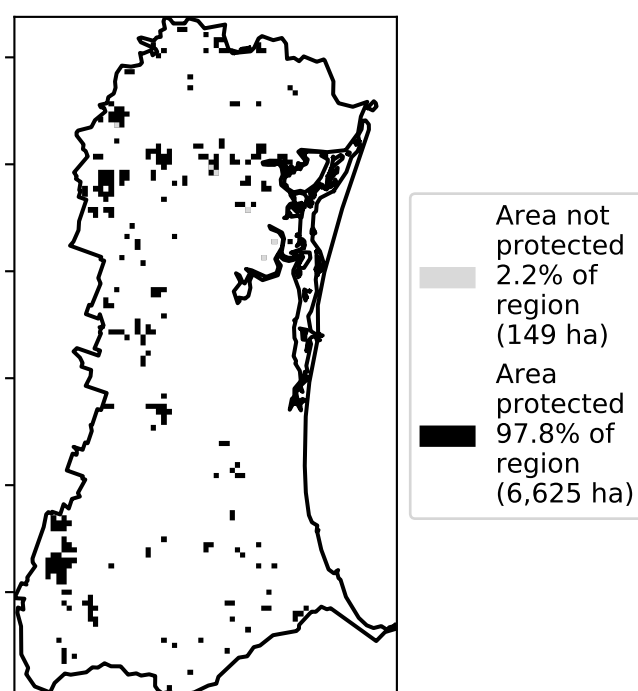 Area not
protected
2.2% of
region
(149 ha)
Area
protected
97.8% of
region
(6,625 ha)